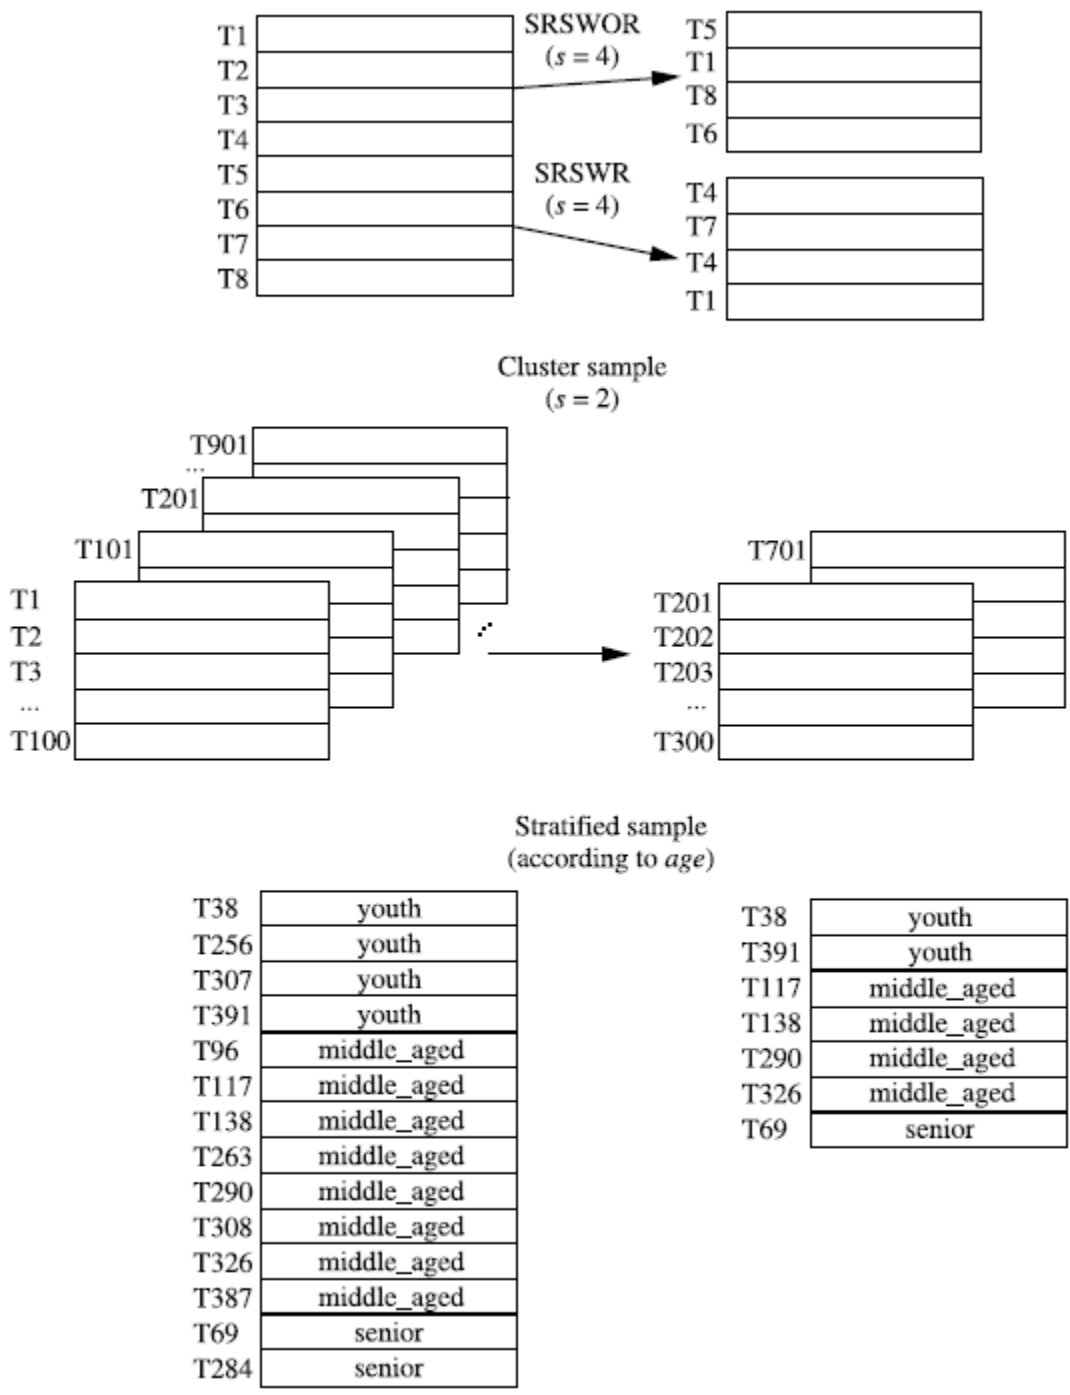 SRSWOR
(s = 4)
T1
T2
T3
T4
T5
T6
T7
T8
T5
T1
T8
T6
SRSWR
(s = 4)
T4
T7
T4
T1
Cluster sample
(s = 2)
T901
...
T201
T101
T1
T2
T3
...
T100
T701
T201
T202
T203
...
T300
Stratified sample
(according to age)
T38 youth
T256 youth
T307 youth
T391 youth
T96 middle_aged
T117 middle_aged
T138 middle_aged
T263 middle_aged
T290 middle_aged
T308 middle_aged
T326 middle_aged
T387 middle_aged
T69 senior
T284 senior
T38 youth
T391 youth
T117 middle_aged
T138 middle_aged
T290 middle_aged
T326 middle_aged
T69 senior